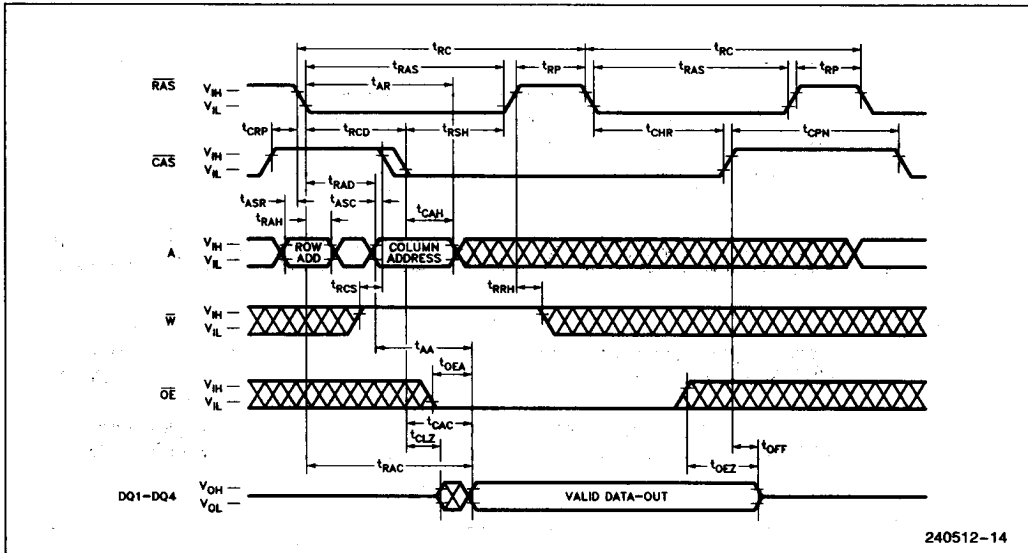 tRC tRC
tRAS tRP tRAS tRP
tAR
RAS VIH
VIL
tCRP tRCD tRSH tCHR tCPN
CAS VIH
VIL
tRAD
tASR tASC tCAH
tRAH
A VIH
VIL
ROW ADD
COLUMN ADDRESS
tRCS tRRH
W VIH
VIL
tAA
tOEA
OE VIH
VIL
tCAC
tCLZ tOFF
tRAC tOEZ
DQ1-DQ4 VOH
VOL
VALID DATA-OUT
240512-14